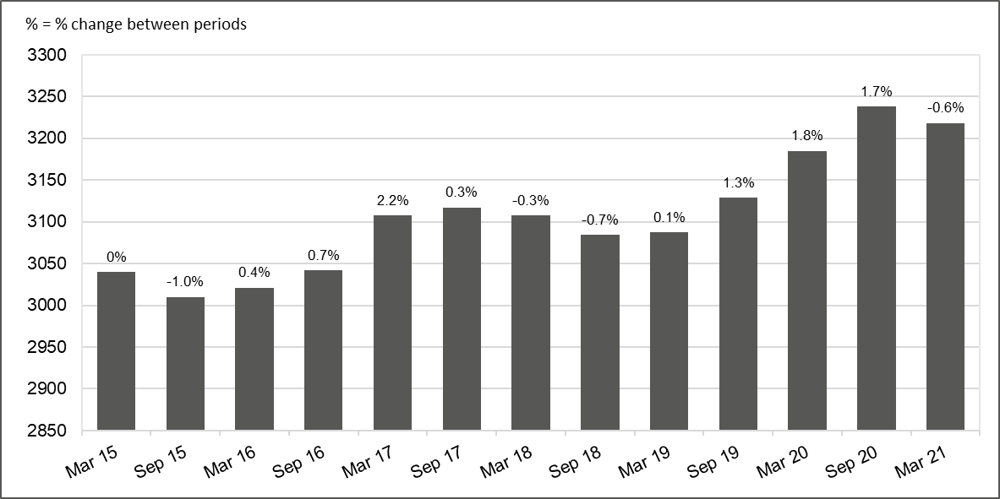 % = % change between periods
3300
3250
3200
3150
3100
3050
3000
2950
2900
2850
0%
-1.0%
0.4%
0.7%
2.2%
0.3%
-0.3%
-0.7%
0.1%
1.3%
1.8%
1.7%
-0.6%
Mar 15
Sep 15
Mar 16
Sep 16
Mar 17
Sep 17
Mar 18
Sep 18
Mar 19
Sep 19
Mar 20
Sep 20
Mar 21